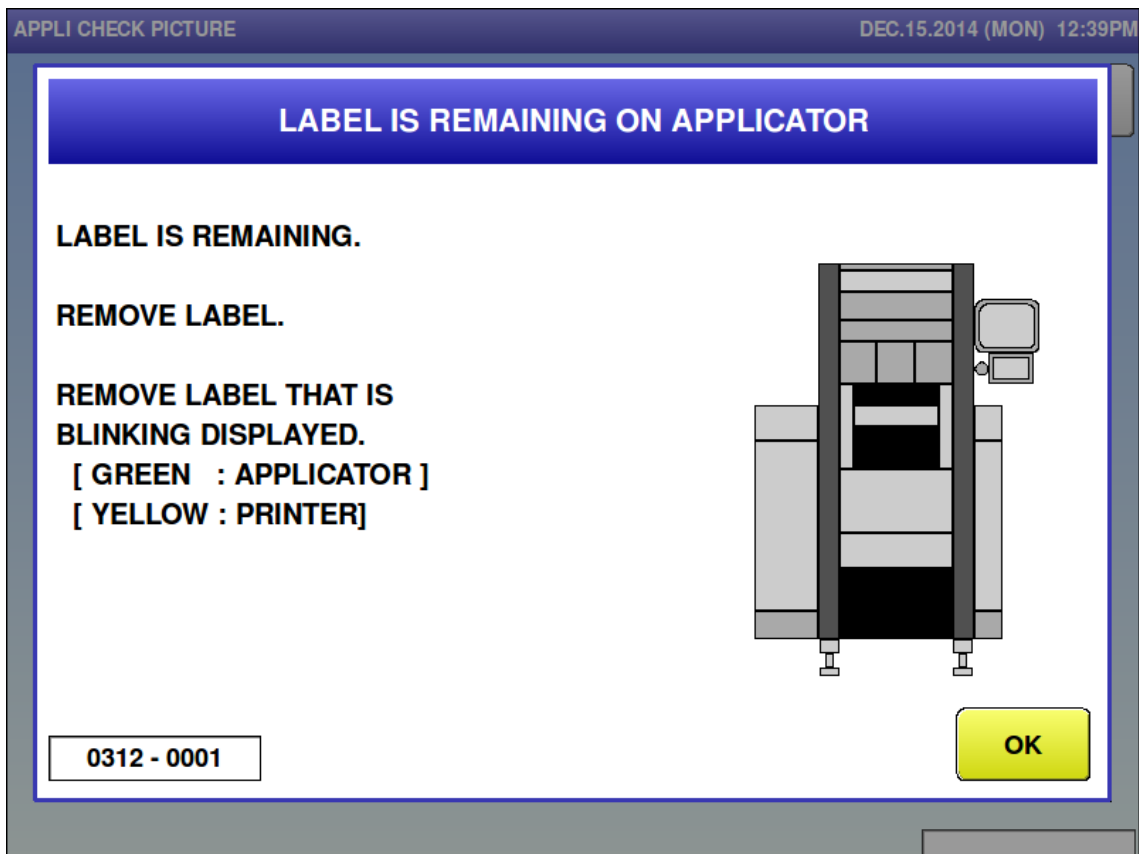 APPLI CHECK PICTURE
DEC.15.2014 (MON) 12:39PM
LABEL IS REMAINING ON APPLICATOR
LABEL IS REMAINING.
REMOVE LABEL.
REMOVE LABEL THAT IS
BLINKING DISPLAYED.
[ GREEN : APPLICATOR ]
[ YELLOW : PRINTER]
0312 - 0001
OK